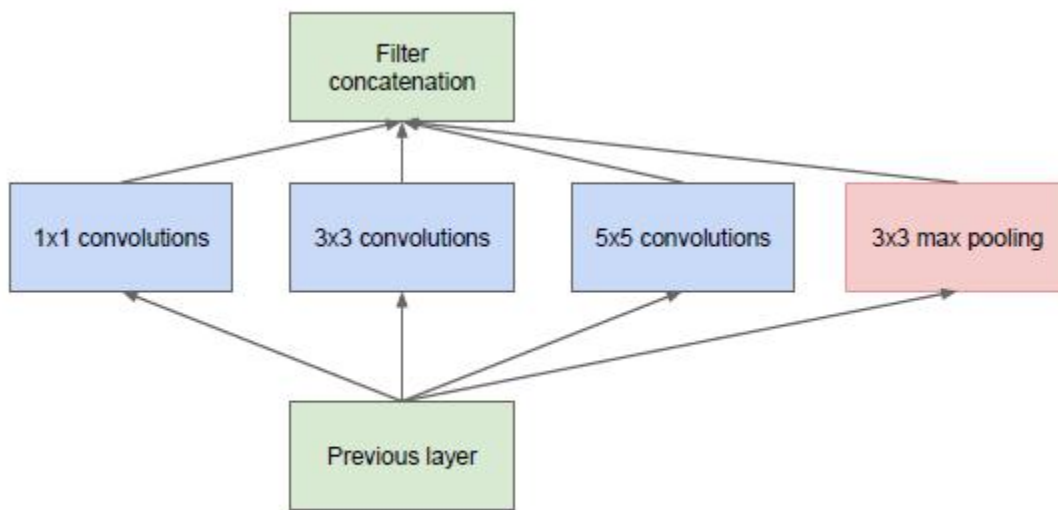 Filter
concatenation
1x1 convolutions
3x3 convolutions
5x5 convolutions
3x3 max pooling
Previous layer